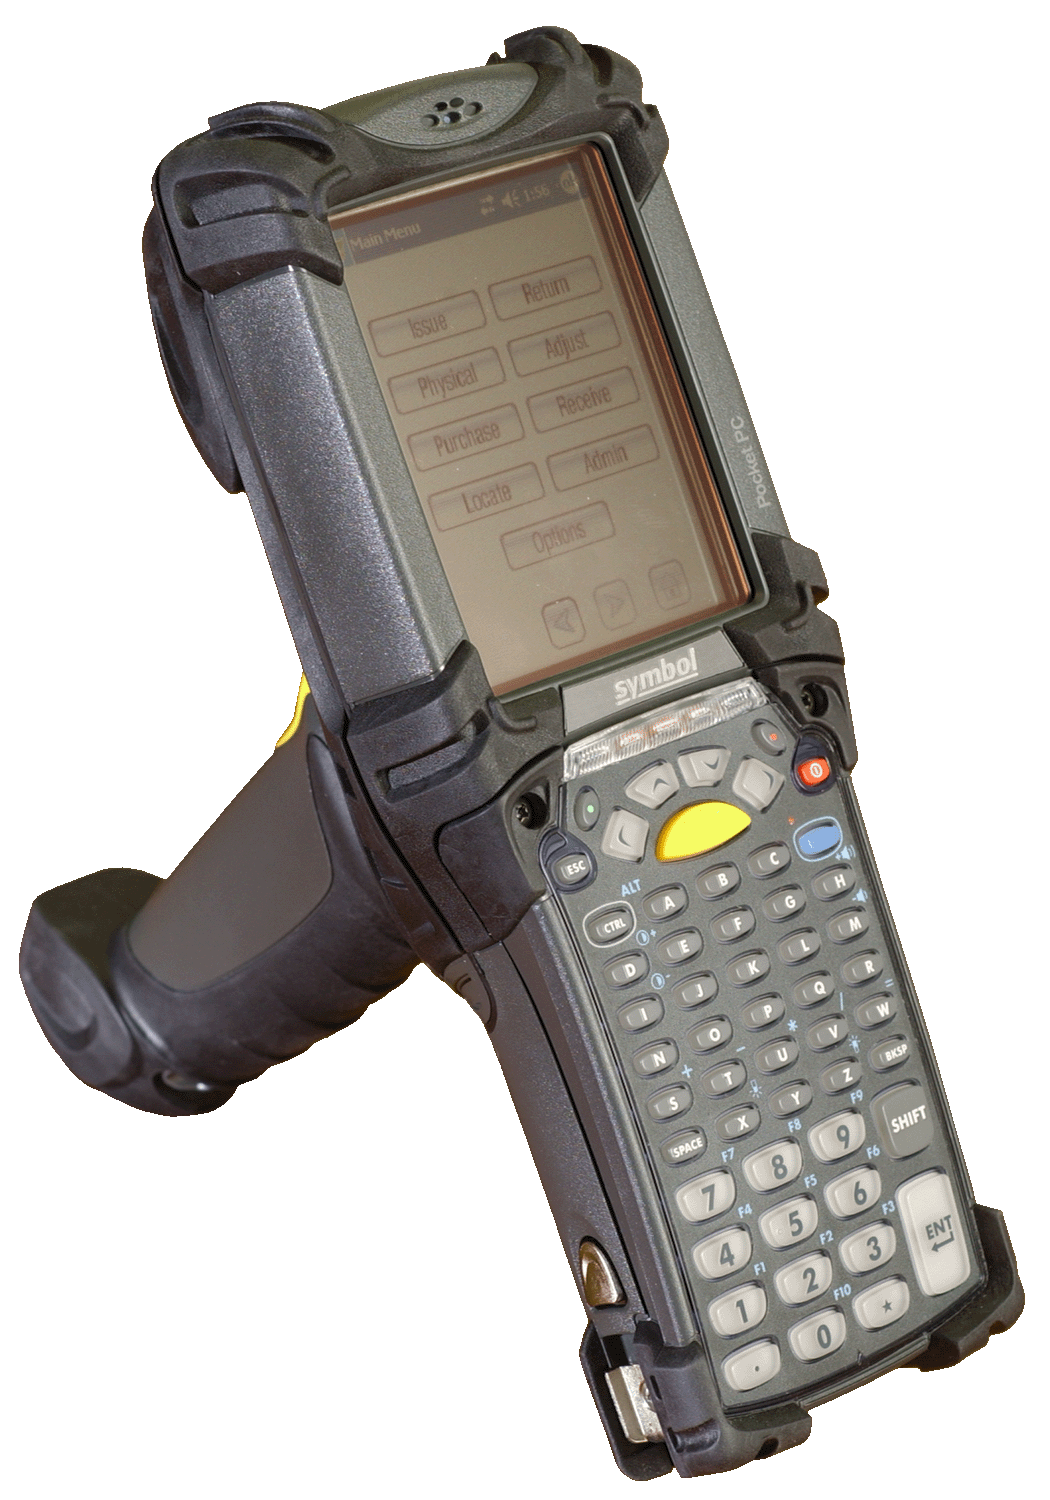 1:56
Main Menu
Issue
Return
Physical
Adjust
Purchase
Receive
Locate
Admin
Options
Pocket PC
symbol
ESC
ALT
CTRL
A
B
C
D
E
F
G
H
I
J
K
L
M
N
O
P
Q
R
S
T
U
V
W
X
Y
Z
+
-
*
/
=
BKSP
SPACE
SHIFT
F7
7
F8
8
F9
9
F4
4
F5
5
F6
6
F1
1
F2
2
F3
3
ENT
.
F10
0
*